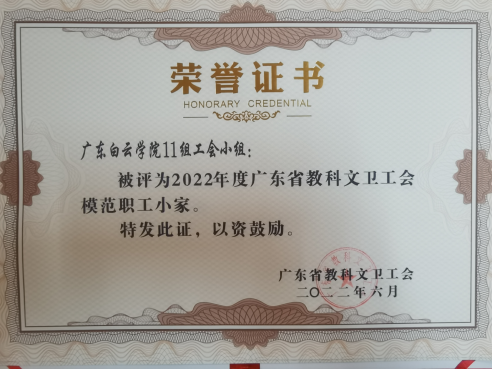 荣誉证书
HONORARY CREDENTIAL
广东白云学院11组工会小组：
被评为2022年度广东省教科文卫工会
模范职工小家。
特发此证，以资鼓励。
广东省教科文卫工会
二〇二二年六月